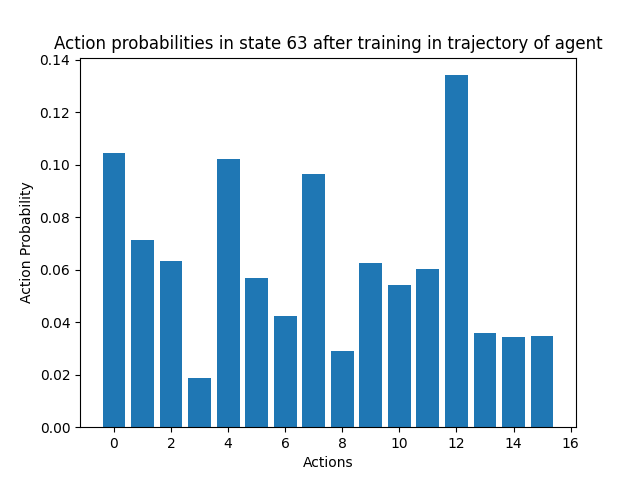 Action probabilities in state 63 after training in trajectory of agent
0.14
0.12
0.10
0.08
0.06
0.04
0.02
0.00
Action Probability
0 2 4 6 8 10 12 14 16
Actions